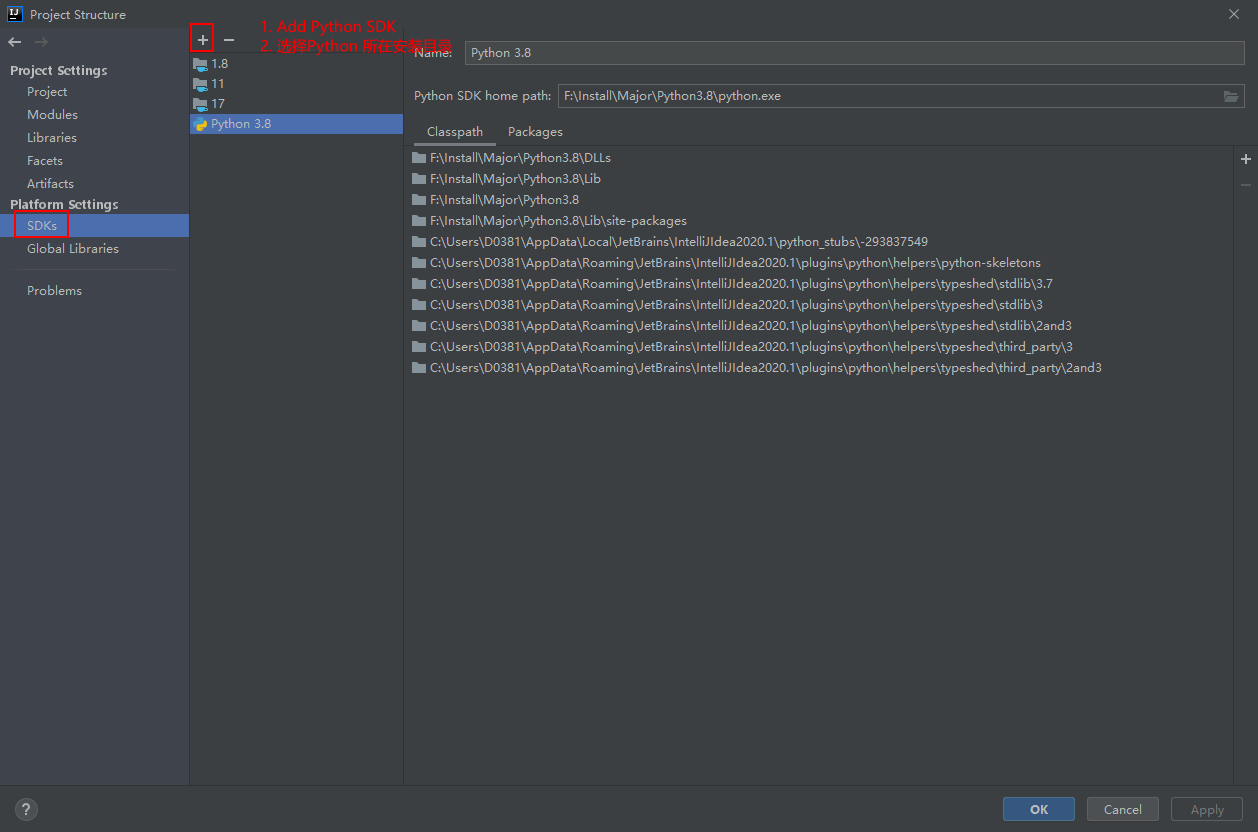 Project Structure
1. Add Python SDK
2. 选择Python 所在安装目录
Project Settings
Project
Modules
Libraries
Facets
Artifacts
Platform Settings
SDKs
Global Libraries
Problems
1.8
11
17
Python 3.8
Name: Python 3.8
Python SDK home path: F:\Install\Major\Python3.8\python.exe
Classpath Packages
F:\Install\Major\Python3.8\DLLs
F:\Install\Major\Python3.8\Lib
F:\Install\Major\Python3.8
F:\Install\Major\Python3.8\Lib\site-packages
C:\Users\D0381\AppData\Local\JetBrains\IntelliJIdea2020.1\python_stubs\-293837549
C:\Users\D0381\AppData\Roaming\JetBrains\IntelliJIdea2020.1\plugins\python\helpers\python-skeletons
C:\Users\D0381\AppData\Roaming\JetBrains\IntelliJIdea2020.1\plugins\python\helpers\typeshed\stdlib\3.7
C:\Users\D0381\AppData\Roaming\JetBrains\IntelliJIdea2020.1\plugins\python\helpers\typeshed\stdlib\3
C:\Users\D0381\AppData\Roaming\JetBrains\IntelliJIdea2020.1\plugins\python\helpers\typeshed\stdlib\2and3
C:\Users\D0381\AppData\Roaming\JetBrains\IntelliJIdea2020.1\plugins\python\helpers\typeshed\third_party\3
C:\Users\D0381\AppData\Roaming\JetBrains\IntelliJIdea2020.1\plugins\python\helpers\typeshed\third_party\2and3
? OK Cancel Apply